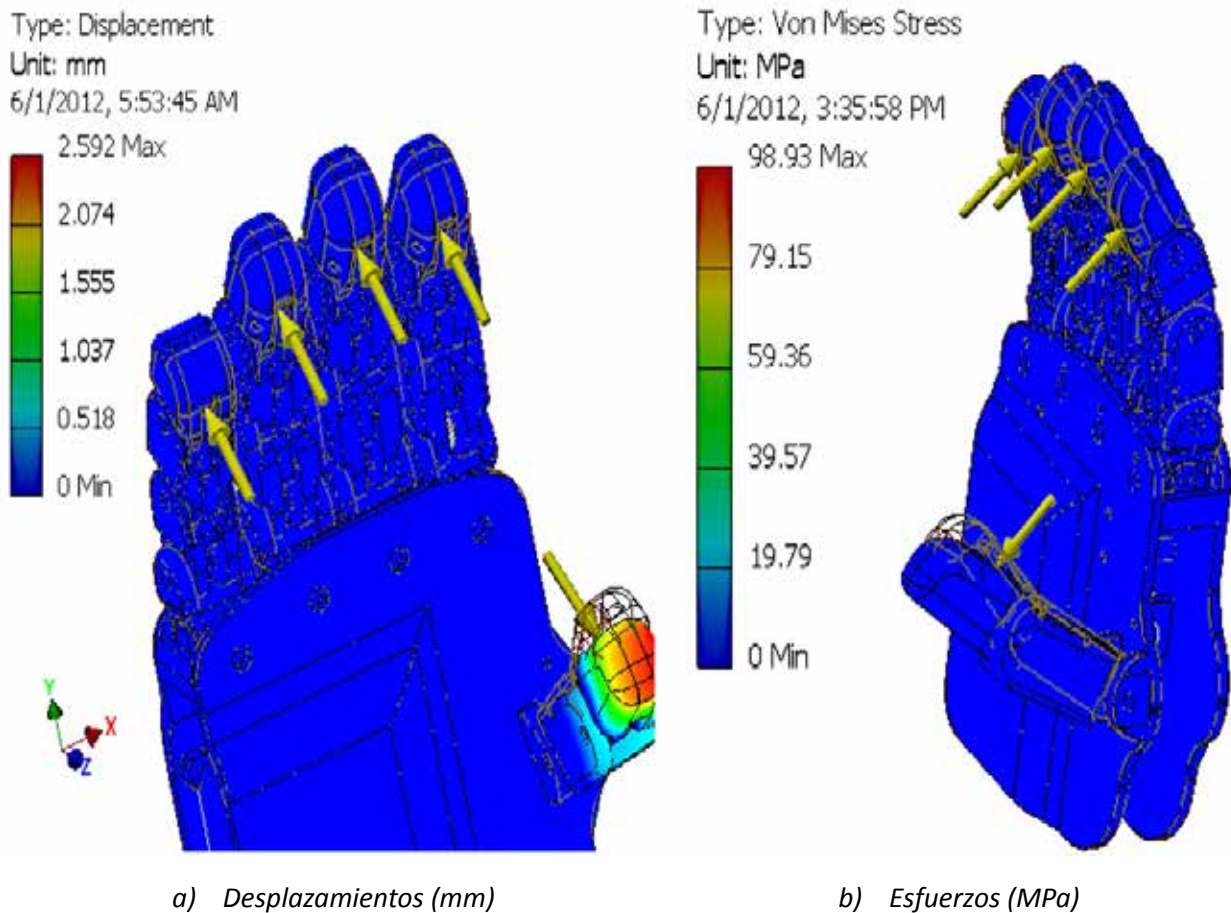 Type: Displacement
Unit: mm
6/1/2012, 5:53:45 AM
2.592 Max
2.074
1.555
1.037
0.518
0 Min
Y
X
Z
a) Desplazamientos (mm)
Type: Von Mises Stress
Unit: MPa
6/1/2012, 3:35:58 PM
98.93 Max
79.15
59.36
39.57
19.79
0 Min
b) Esfuerzos (MPa)